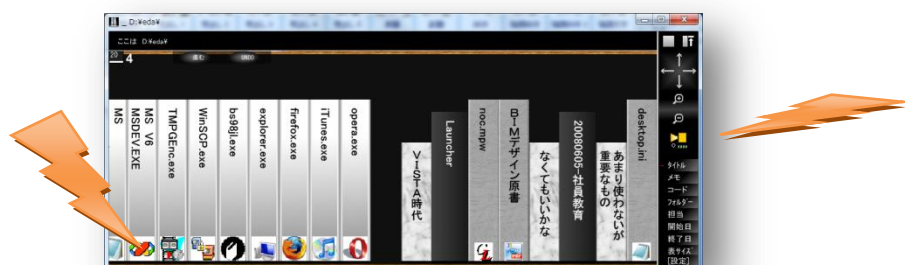 _ D:¥eda¥
ここは D:¥eda¥
20
4
進む
UNDO
MS
MS V6
MSDEV.EXE
TMPGEnc.exe
WinSCP.exe
bs98jl.exe
explorer.exe
firefox.exe
iTunes.exe
opera.exe
VISTA時代
Launcher
noc.mpw
BIMデザイン原書
なくてもいいかな
20080605-社員教育
あまり使わないが
重要なもの
desktop.ini
タイトル
メモ
コード
フォルダー
担当
開始日
終了日
表サイズ
[設定]